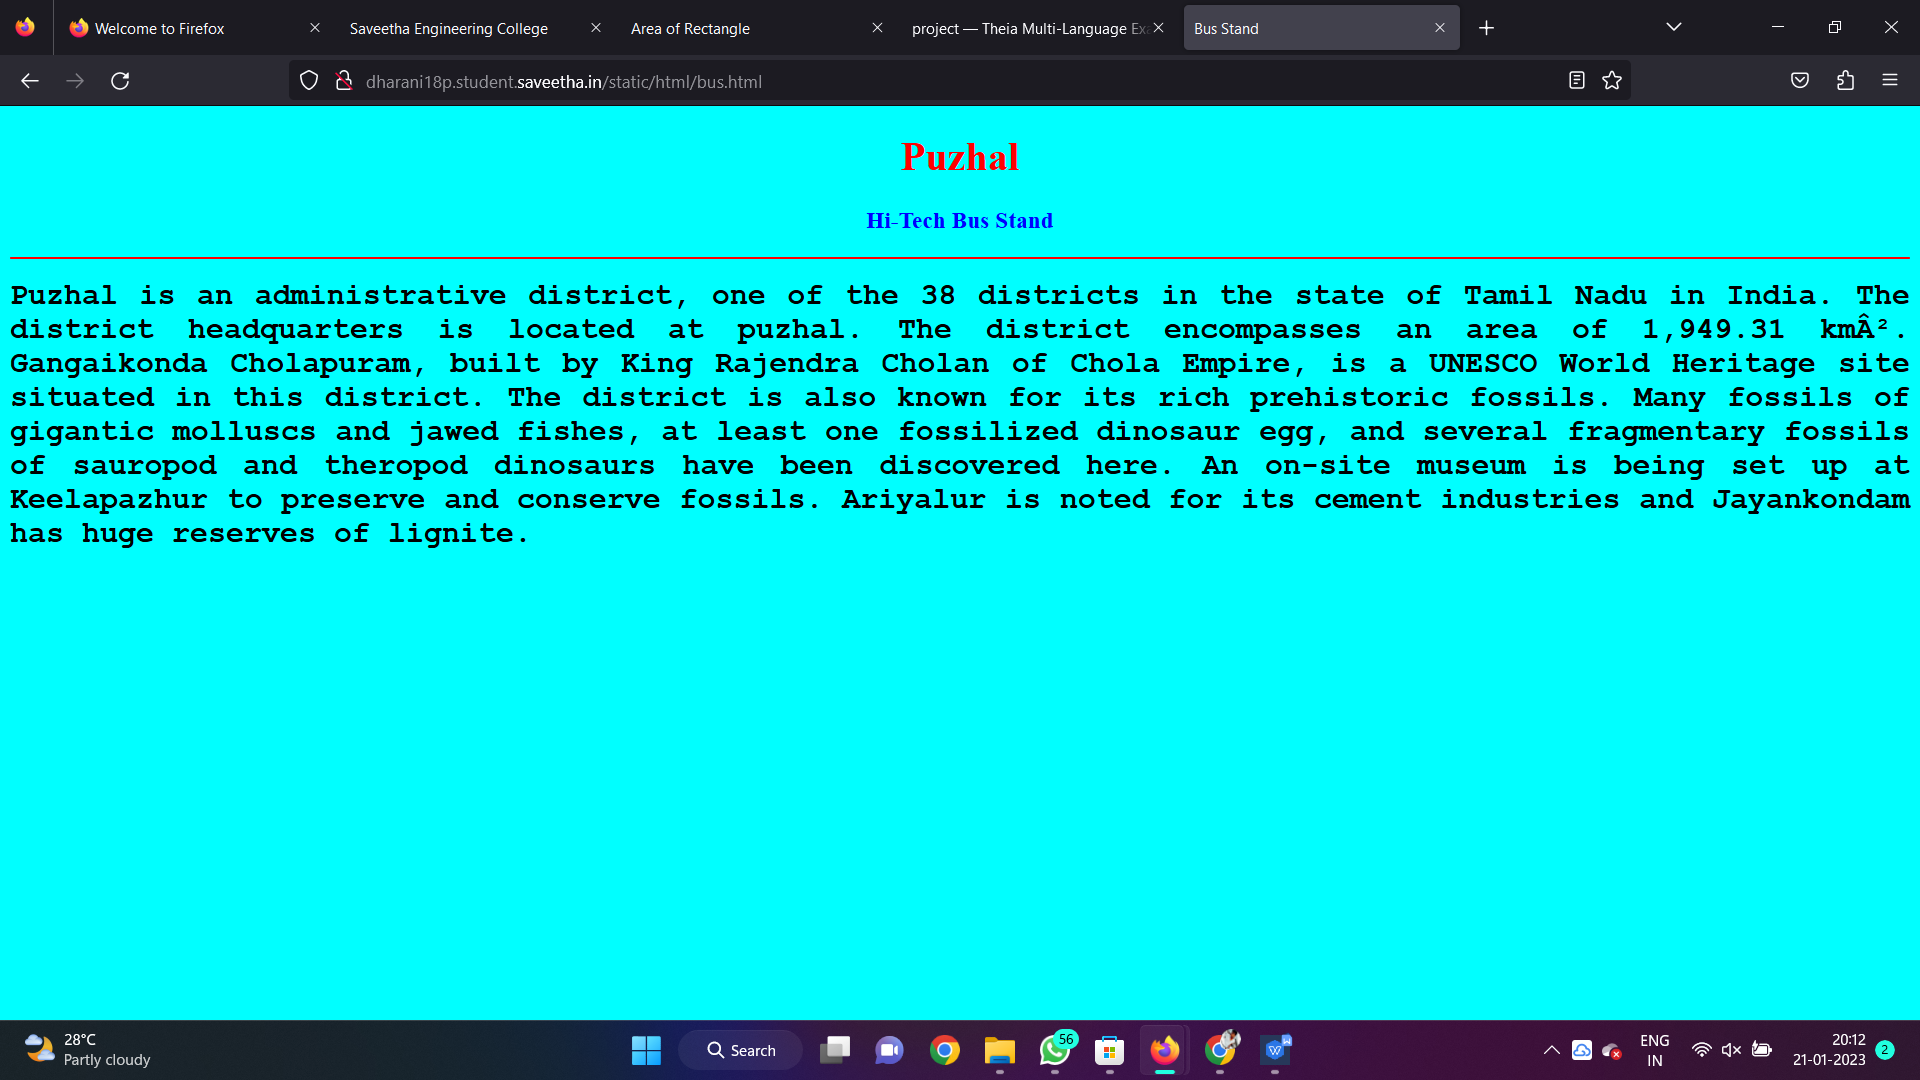 Welcome to Firefox
Saveetha Engineering College
Area of Rectangle
project — Theia Multi-Language Ex
Bus Stand
dharani18p.student.saveetha.in/static/html/bus.html
Puzhal
Hi-Tech Bus Stand
Puzhal is an administrative district, one of the 38 districts in the state of Tamil Nadu in India. The
district headquarters is located at puzhal. The district encompasses an area of 1,949.31 kmÂ².
Gangaikonda Cholapuram, built by King Rajendra Cholan of Chola Empire, is a UNESCO World Heritage site
situated in this district. The district is also known for its rich prehistoric fossils. Many fossils of
gigantic molluscs and jawed fishes, at least one fossilized dinosaur egg, and several fragmentary fossils
of sauropod and theropod dinosaurs have been discovered here. An on-site museum is being set up at
Keelapazhur to preserve and conserve fossils. Ariyalur is noted for its cement industries and Jayankondam
has huge reserves of lignite.
28°C
Partly cloudy
Search
56
ENG
IN
20:12
21-01-2023
2